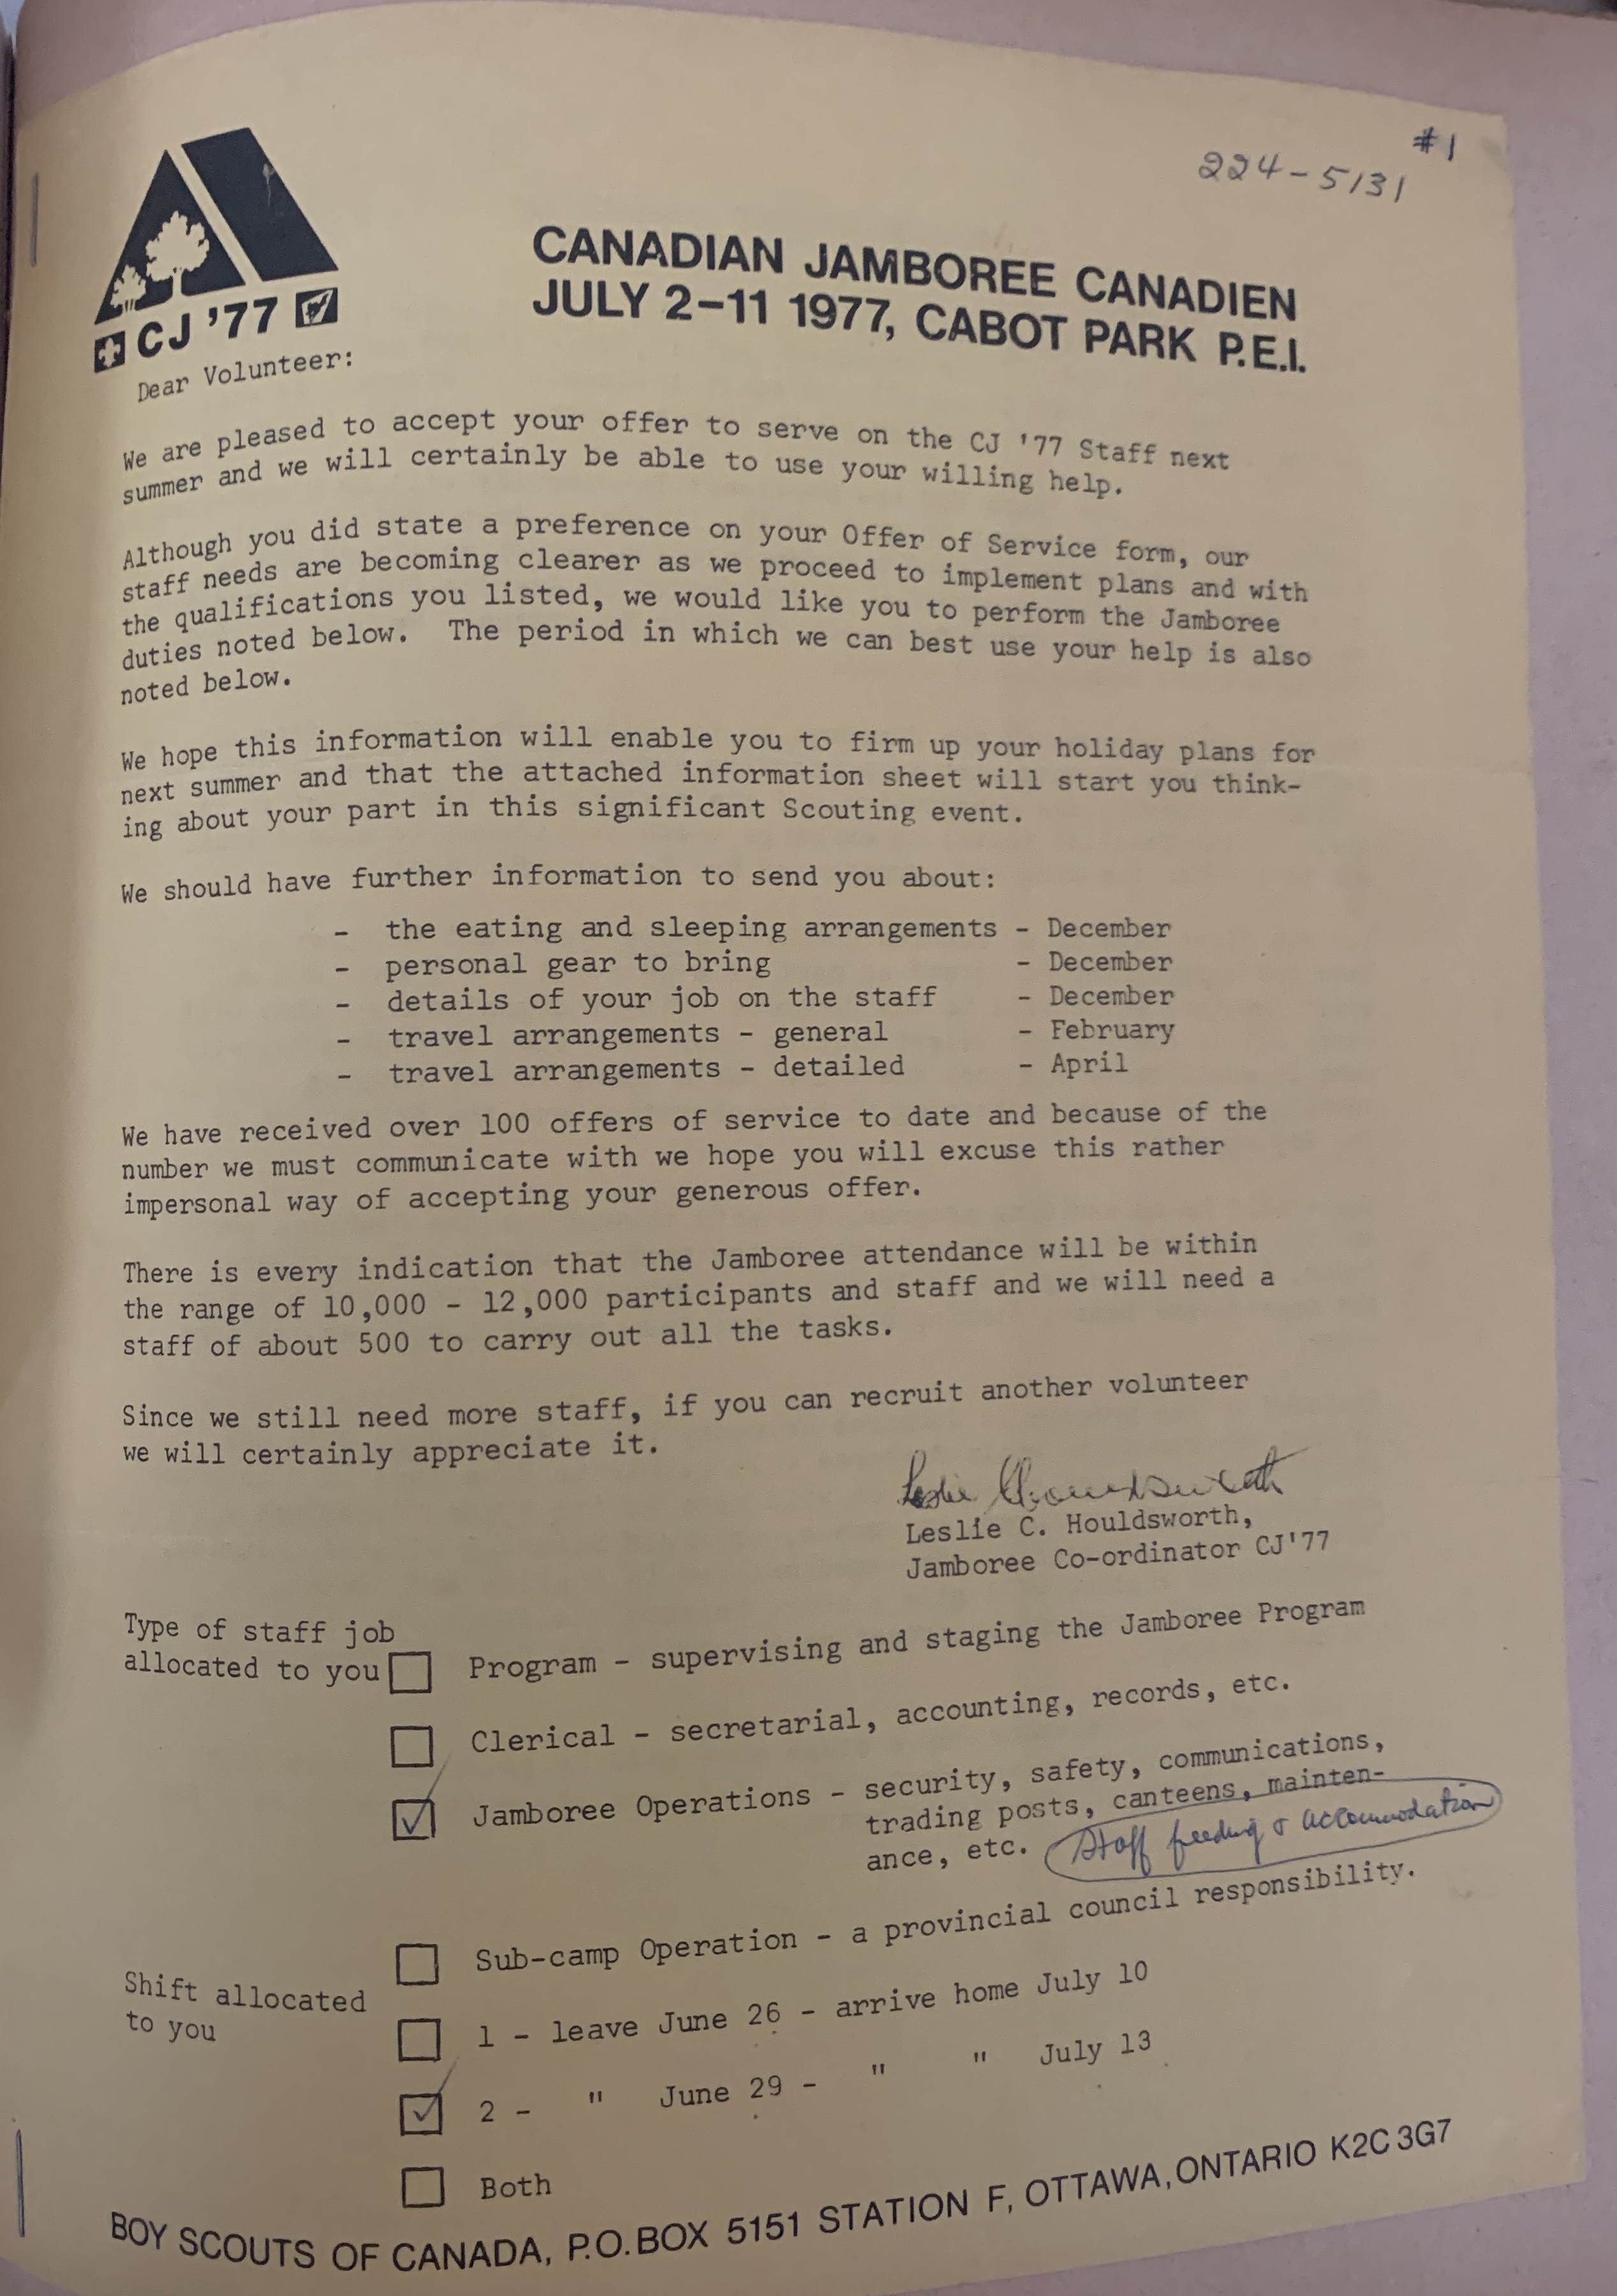 #1
224-5131
CJ '77
CANADIAN JAMBOREE CANADIEN
JULY 2-11 1977, CABOT PARK P.E.I.
Dear Volunteer:
We are pleased to accept your offer to serve on the CJ '77 Staff next
summer and we will certainly be able to use your willing help.
Although you did state a preference on your Offer of Service form, our
staff needs are becoming clearer as we proceed to implement plans and with
the qualifications you listed, we would like you to perform the Jamboree
duties noted below. The period in which we can best use your help is also
noted below.
We hope this information will enable you to firm up your holiday plans for
next summer and that the attached information sheet will start you think-
ing about your part in this significant Scouting event.
We should have further information to send you about:
- the eating and sleeping arrangements - December
- personal gear to bring - December
- details of your job on the staff - December
- travel arrangements - general - February
- travel arrangements - detailed - April
We have received over 100 offers of service to date and because of the
number we must communicate with we hope you will excuse this rather
impersonal way of accepting your generous offer.
There is every indication that the Jamboree attendance will be within
the range of 10,000 - 12,000 participants and staff and we will need a
staff of about 500 to carry out all the tasks.
Since we still need more staff, if you can recruit another volunteer
we will certainly appreciate it.
Leslie C Houldsworth
Leslie C. Houldsworth,
Jamboree Co-ordinator CJ'77
Type of staff job
allocated to you
Program - supervising and staging the Jamboree Program
Clerical - secretarial, accounting, records, etc.
Jamboree Operations - security, safety, communications,
trading posts, canteens, mainten-
ance, etc. Staff feeding & accommodation
Sub-camp Operation - a provincial council responsibility.
Shift allocated
to you
1 - leave June 26 - arrive home July 10
2 - " June 29 - " " July 13
Both
BOY SCOUTS OF CANADA, P.O. BOX 5151 STATION F, OTTAWA, ONTARIO K2C 3G7